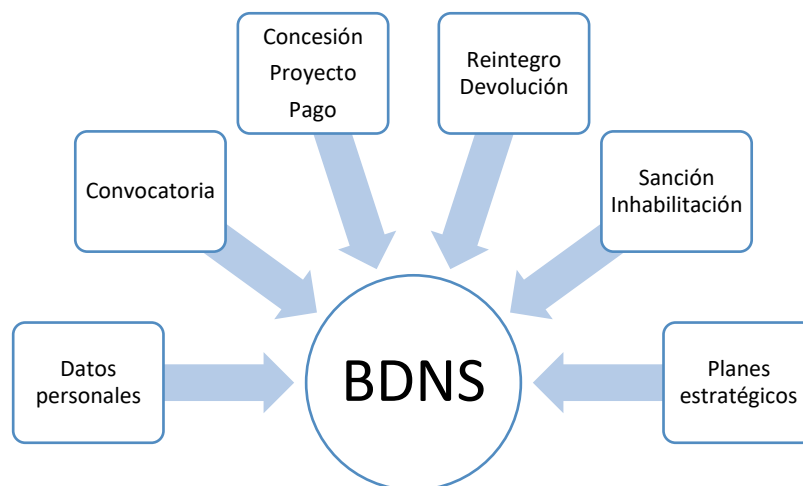 Concesión
Proyecto
Pago
Reintegro
Devolución
Convocatoria
Sanción
Inhabilitación
Datos
personales
BDNS
Planes
estratégicos